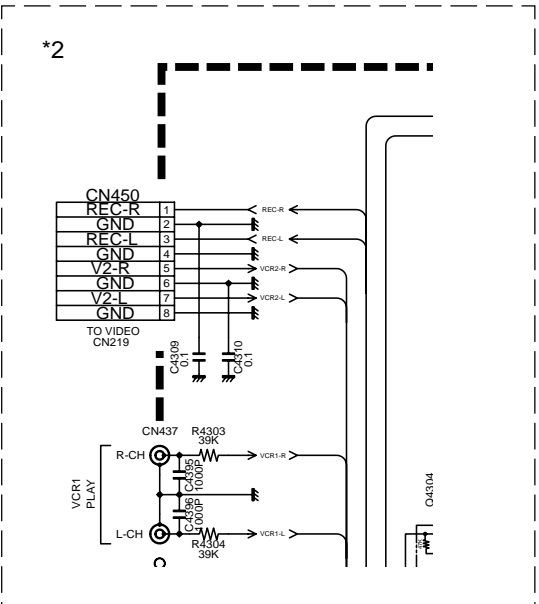 *2
CN450
REC-R 1
GND 2
REC-L 3
GND 4
V2-R 5
GND 6
V2-L 7
GND 8
REC-R
REC-L
VCR2-R
VCR2-L
TO VIDEO
CN219
C4309
0.1
C4310
0.1
CN437
R4303
39K
R-CH
VCR1-R
C4395
1000P
VCR1
PLAY
C4396
1000P
L-CH
VCR1-L
R4304
39K
Q4304